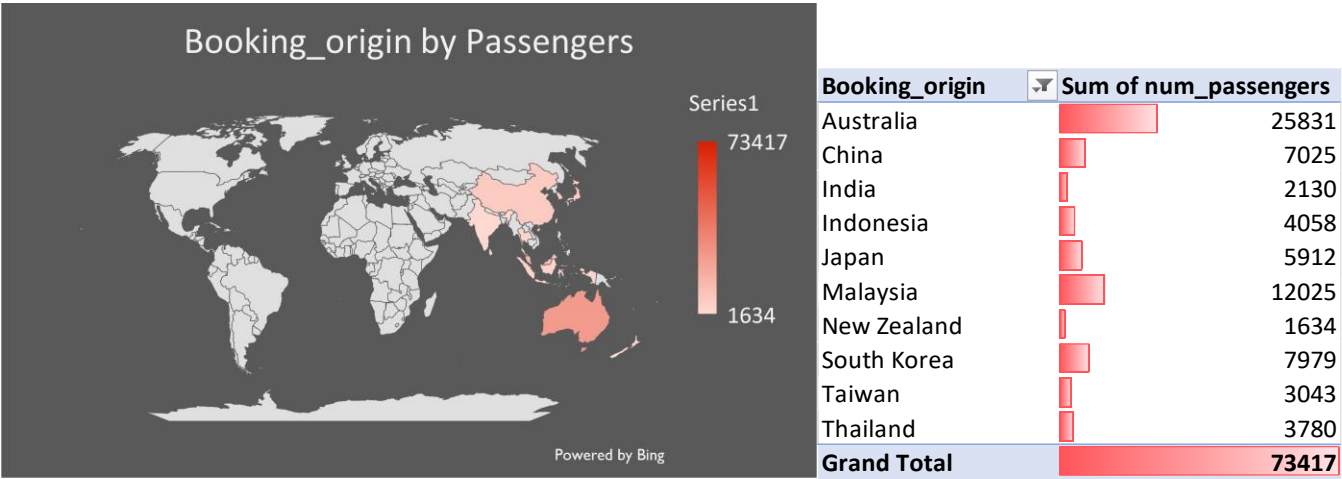 Booking_origin by Passengers
Series1
73417
1634
Powered by Bing
Booking_origin Sum of num_passengers
Australia 25831
China 7025
India 2130
Indonesia 4058
Japan 5912
Malaysia 12025
New Zealand 1634
South Korea 7979
Taiwan 3043
Thailand 3780
Grand Total 73417